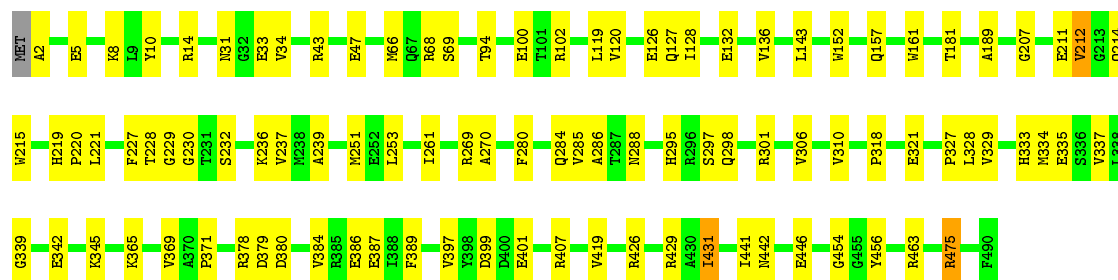 MET A2 E5 K8 L9 Y10 R14 N31 G32 E33 V34 R43 E47 M66 Q67 R68 S69 T94 E100 T101 R102 L119 V120 E126 Q127 I128 E132 V136 L143 W152 Q157 W161 T181 A189 G207 E211 V212 G213
W215 H219 P220 L221 F227 T228 G229 G230 T231 S232 K236 V237 M238 A239 M251 E252 L253 I261 R269 A270 F280 Q284 V285 A286 T287 N288 H295 R296 S297 Q298 R301 V306 V310 P318 E321 P327 L328 V329 H333 M334 E335 S336 V337 L338
G339 E342 K345 K365 V369 A370 P371 R378 D379 D380 V384 R385 E386 E387 I388 F389 V397 Y398 D399 D400 E401 R407 V419 R426 R429 A430 I431 I441 N442 E446 G454 G455 Y456 R463 R475 F490